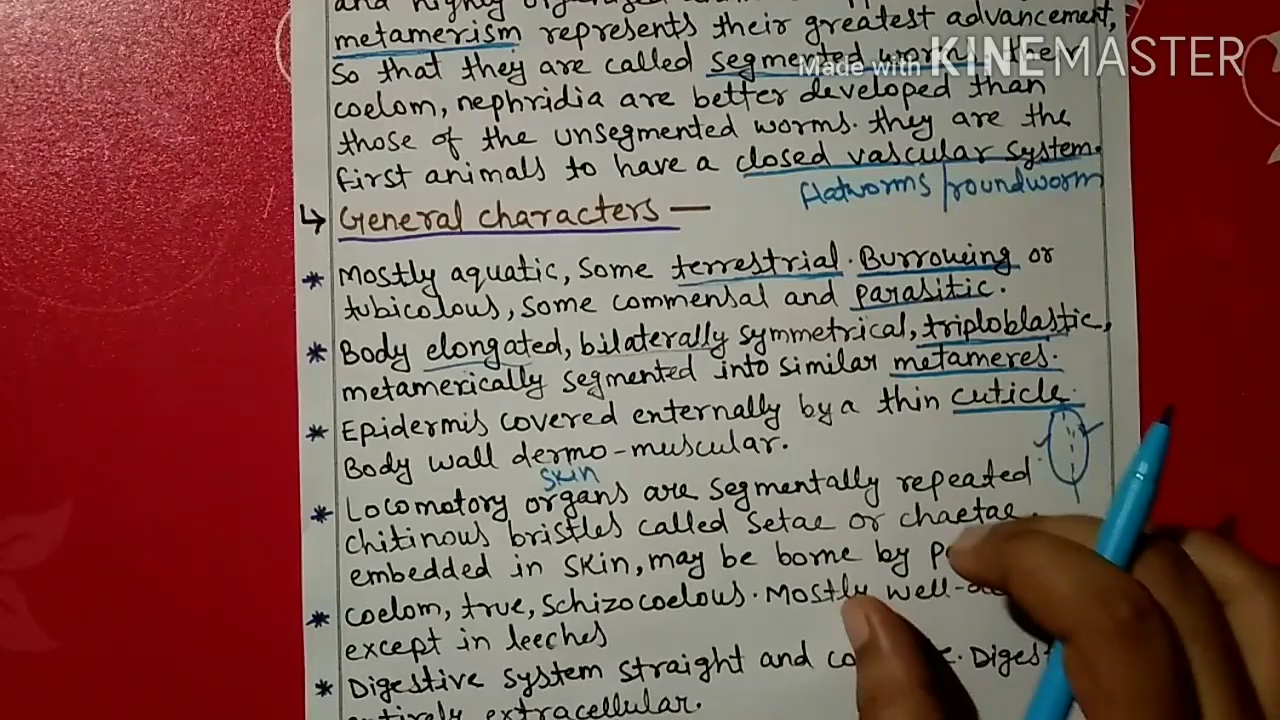 metamerism represents their greatest advancement,
Made with KINEMASTER
So that they are called segmented
coelom, nephridia are better developed than
those of the unsegmented worms. they are the
first animals to have a closed vascular system.
flatworms / roundworm
↳ General characters —
* Mostly aquatic, some terrestrial. Burrowing or
tubicolous, some commensal and parasitic.
* Body elongated, bilaterally symmetrical, triploblastic,
metamerically segmented into similar metameres.
* Epidermis covered enternally by a thin cuticle.
Body wall dermo-muscular.
skin
* Locomotory organs are segmentally repeated
chitinous bristles called setae or chaetae.
embedded in skin, may be borne by
* coelom, true, schizocoelous. Mostly well-
except in leeches
* Digestive system straight and
entirely extracellular.